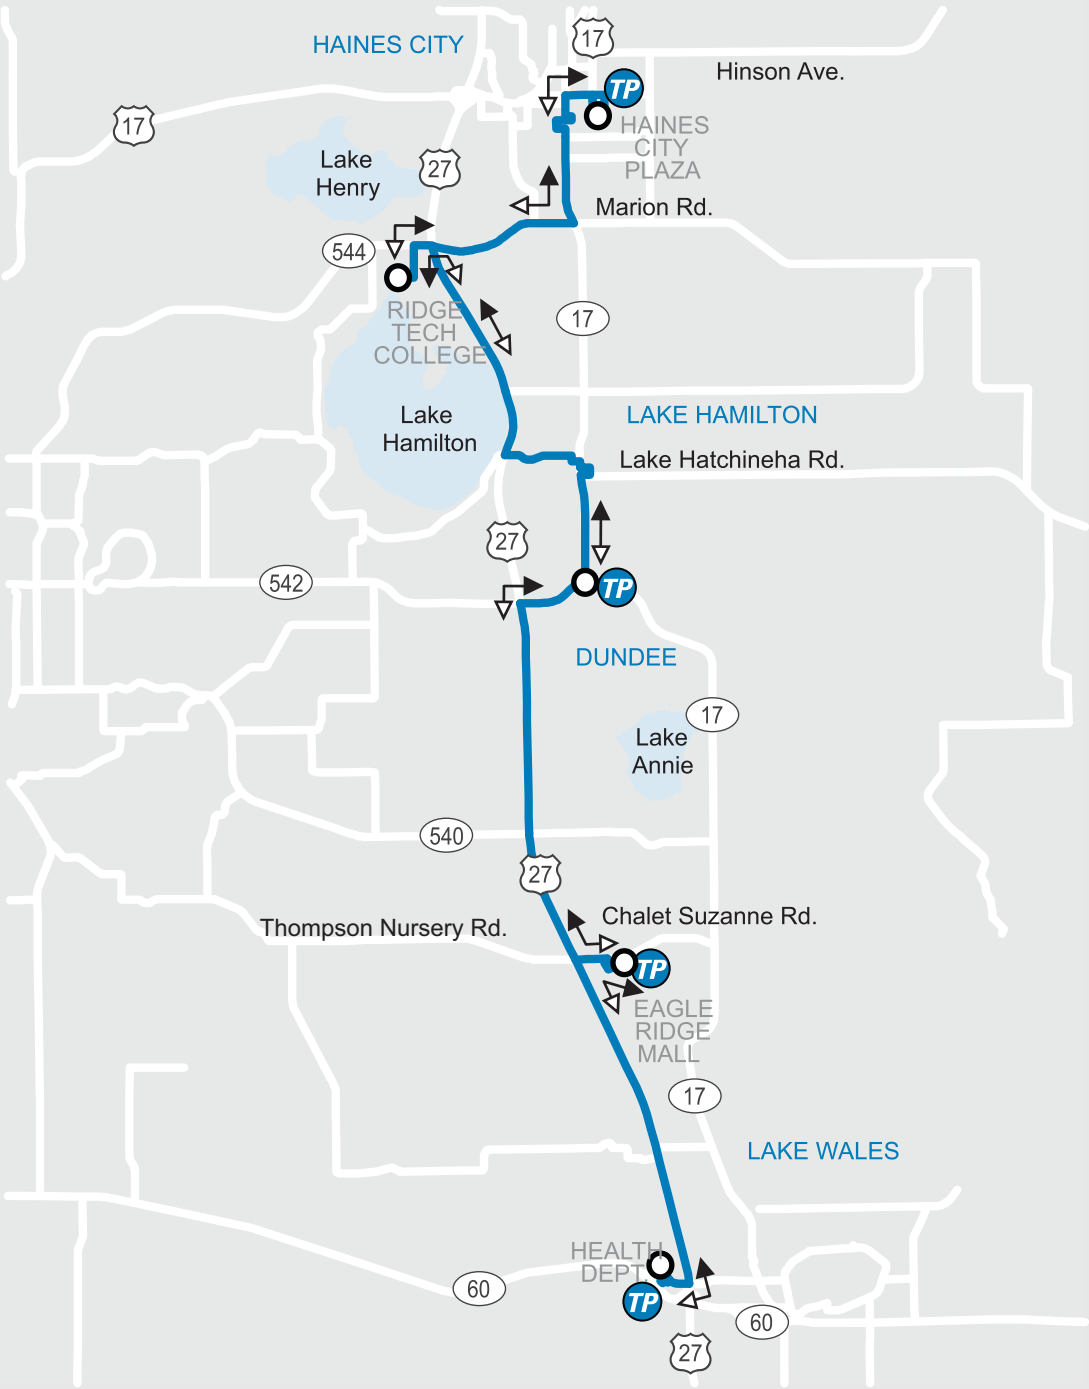 HAINES CITY
17
Hinson Ave.
TP
17
HAINES
CITY
PLAZA
Lake
Henry
27
Marion Rd.
544
RIDGE
TECH
COLLEGE
17
Lake
Hamilton
LAKE HAMILTON
Lake Hatchineha Rd.
27
542
TP
DUNDEE
17
Lake
Annie
540
27
Chalet Suzanne Rd.
Thompson Nursery Rd.
TP
EAGLE
RIDGE
MALL
17
LAKE WALES
HEALTH
DEPT.
60
TP
60
27